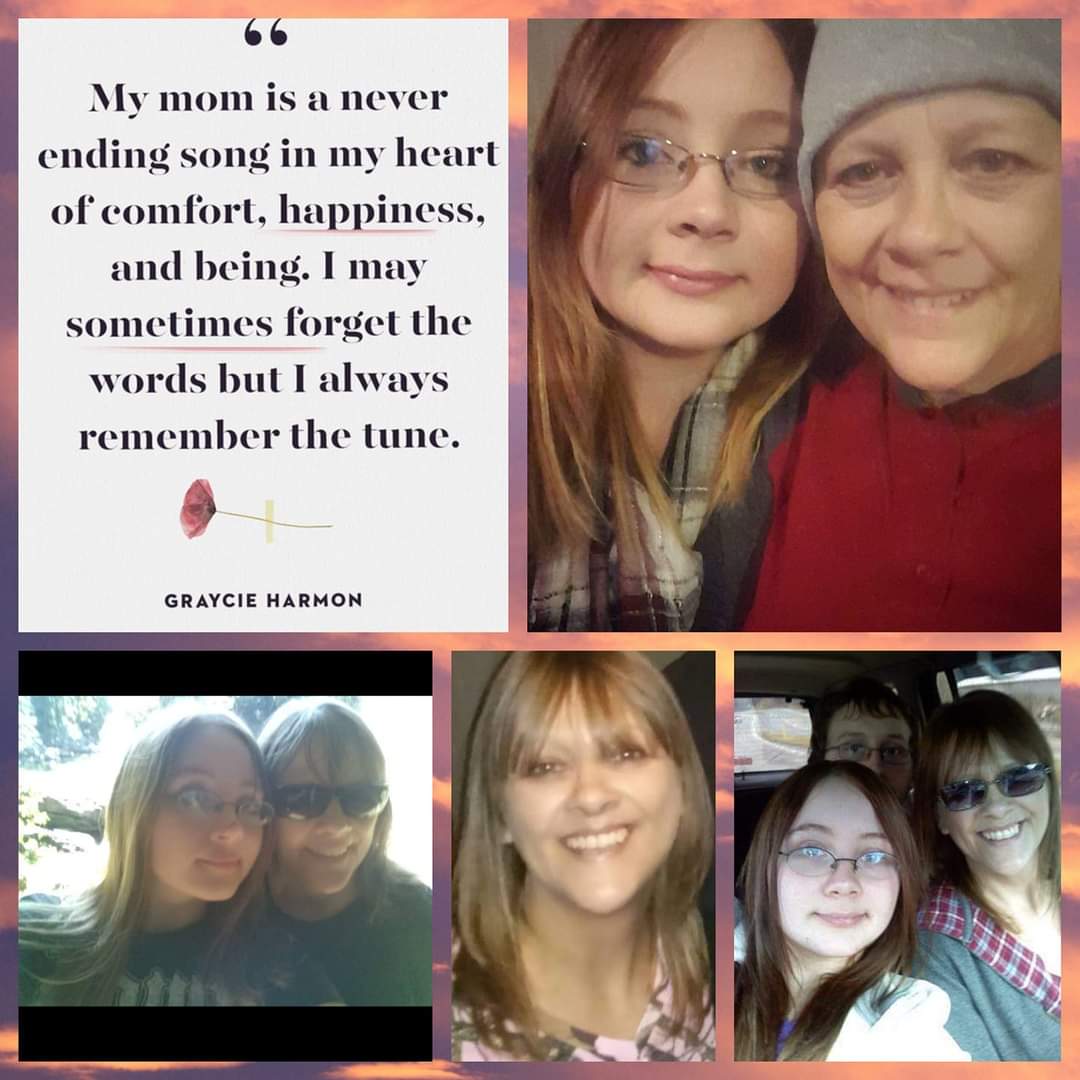 “
My mom is a never
ending song in my heart
of comfort, happiness,
and being. I may
sometimes forget the
words but I always
remember the tune.
GRAYCIE HARMON